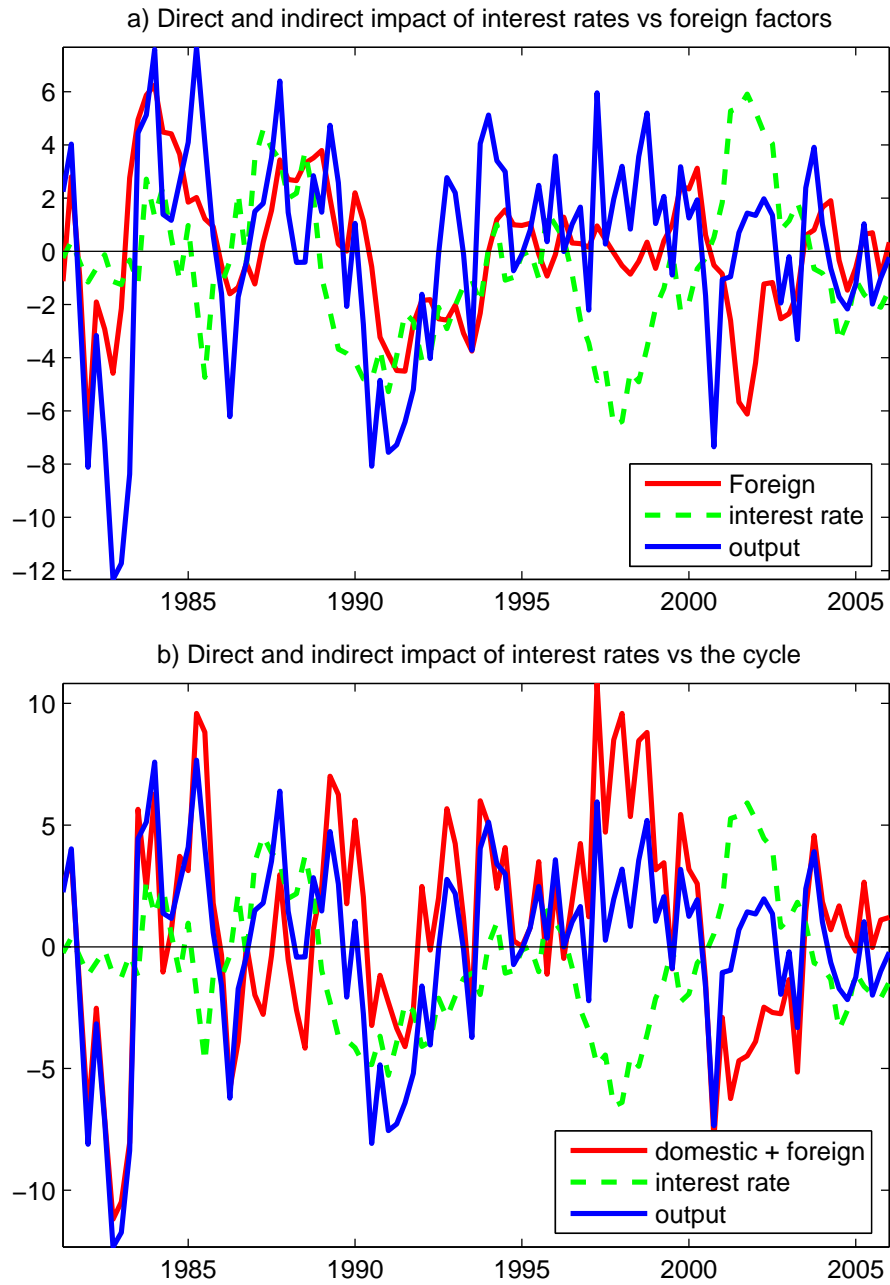 a) Direct and indirect impact of interest rates vs foreign factors
6
4
2
0
−2
−4
−6
−8
−10
−12
Foreign
interest rate
output
1985 1990 1995 2000 2005
b) Direct and indirect impact of interest rates vs the cycle
10
5
0
−5
−10
domestic + foreign
interest rate
output
1985 1990 1995 2000 2005